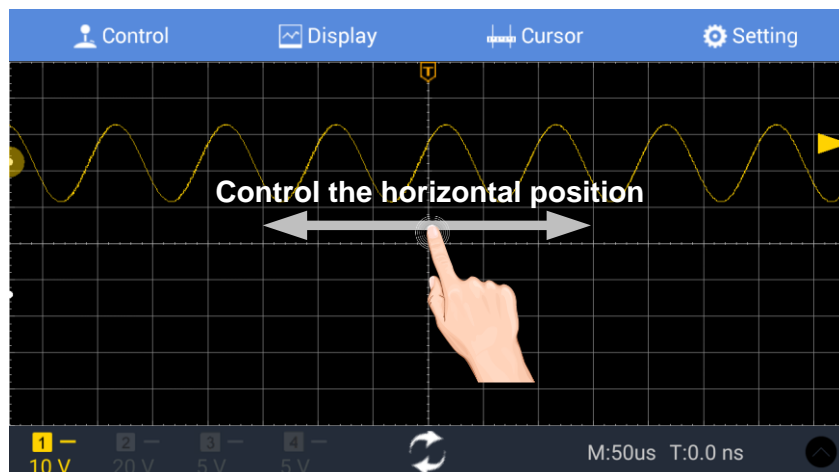 Control Display Cursor Setting
T
Control the horizontal position
1 2 3 4
10 V 20 V 5 V 5 V
M:50us T:0.0 ns